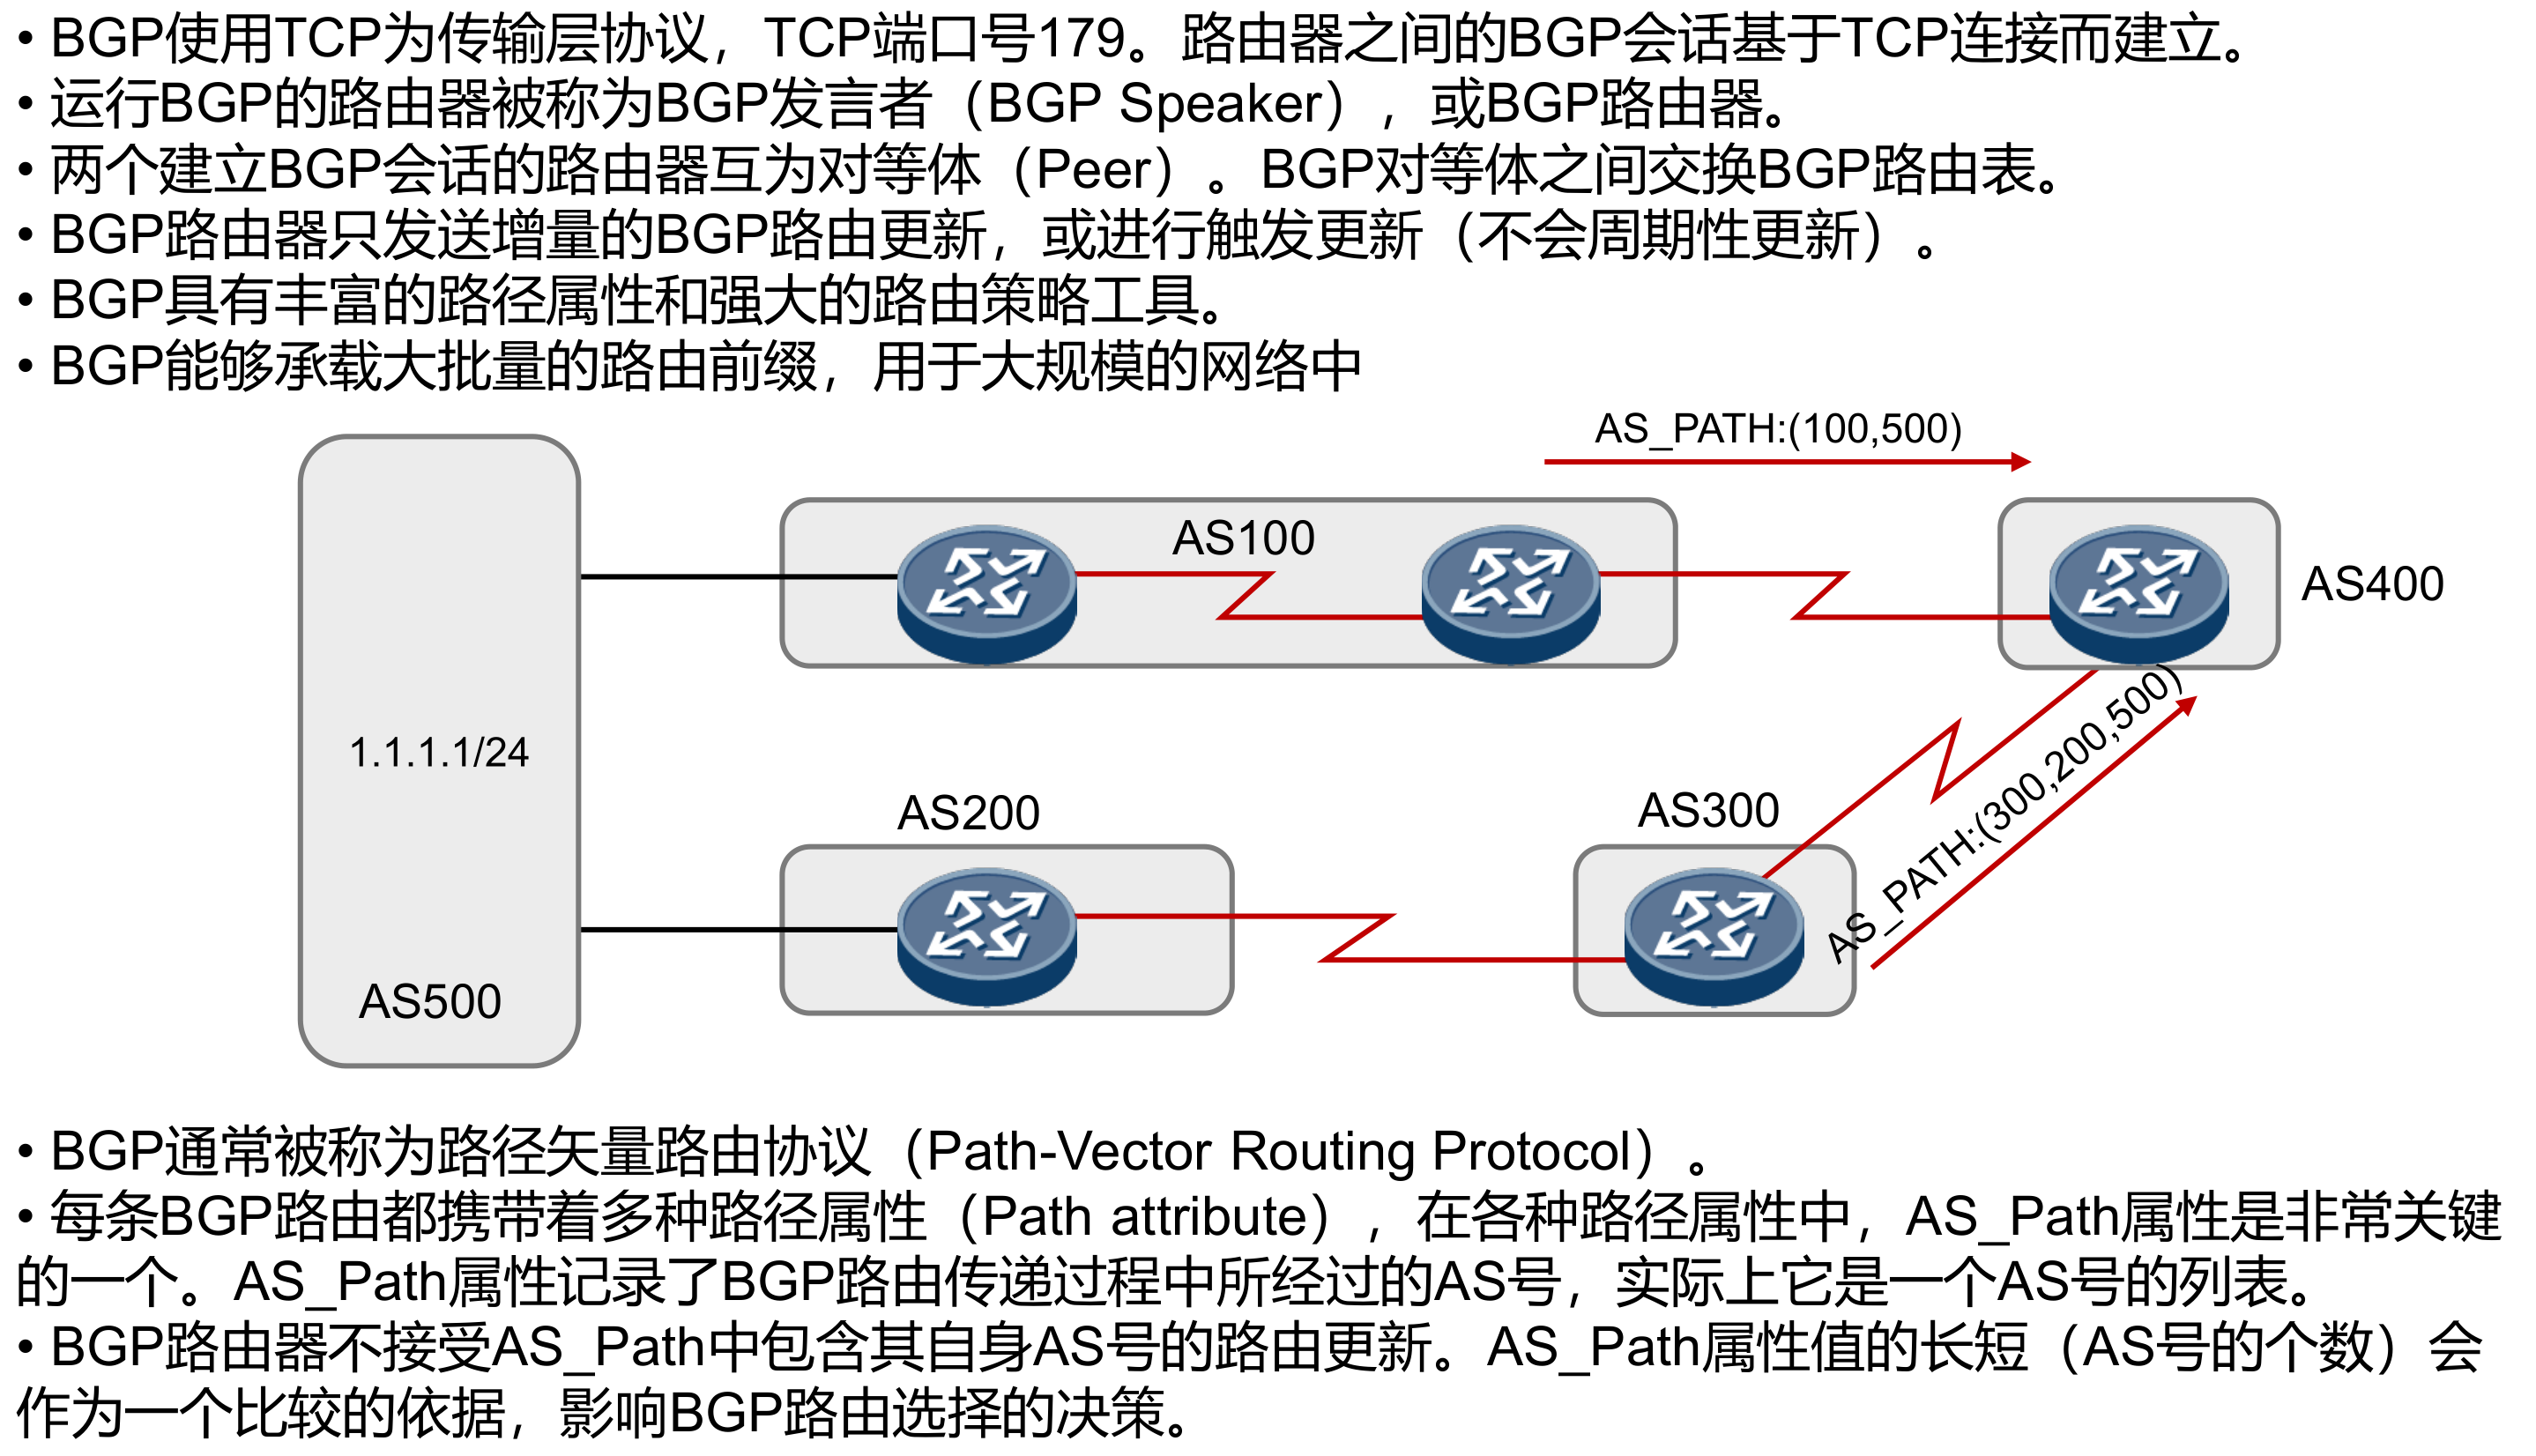 • BGP使用TCP为传输层协议，TCP端口号179。路由器之间的BGP会话基于TCP连接而建立。
• 运行BGP的路由器被称为BGP发言者（BGP Speaker），或BGP路由器。
• 两个建立BGP会话的路由器互为对等体（Peer）。BGP对等体之间交换BGP路由表。
• BGP路由器只发送增量的BGP路由更新，或进行触发更新（不会周期性更新）。
• BGP具有丰富的路径属性和强大的路由策略工具。
• BGP能够承载大批量的路由前缀，用于大规模的网络中
AS_PATH:(100,500)
AS100
AS400
1.1.1.1/24
AS_PATH:(300,200,500)
AS200
AS300
AS500
• BGP通常被称为路径矢量路由协议（Path-Vector Routing Protocol）。
• 每条BGP路由都携带着多种路径属性（Path attribute），在各种路径属性中，AS_Path属性是非常关键
的一个。AS_Path属性记录了BGP路由传递过程中所经过的AS号，实际上它是一个AS号的列表。
• BGP路由器不接受AS_Path中包含其自身AS号的路由更新。AS_Path属性值的长短（AS号的个数）会
作为一个比较的依据，影响BGP路由选择的决策。